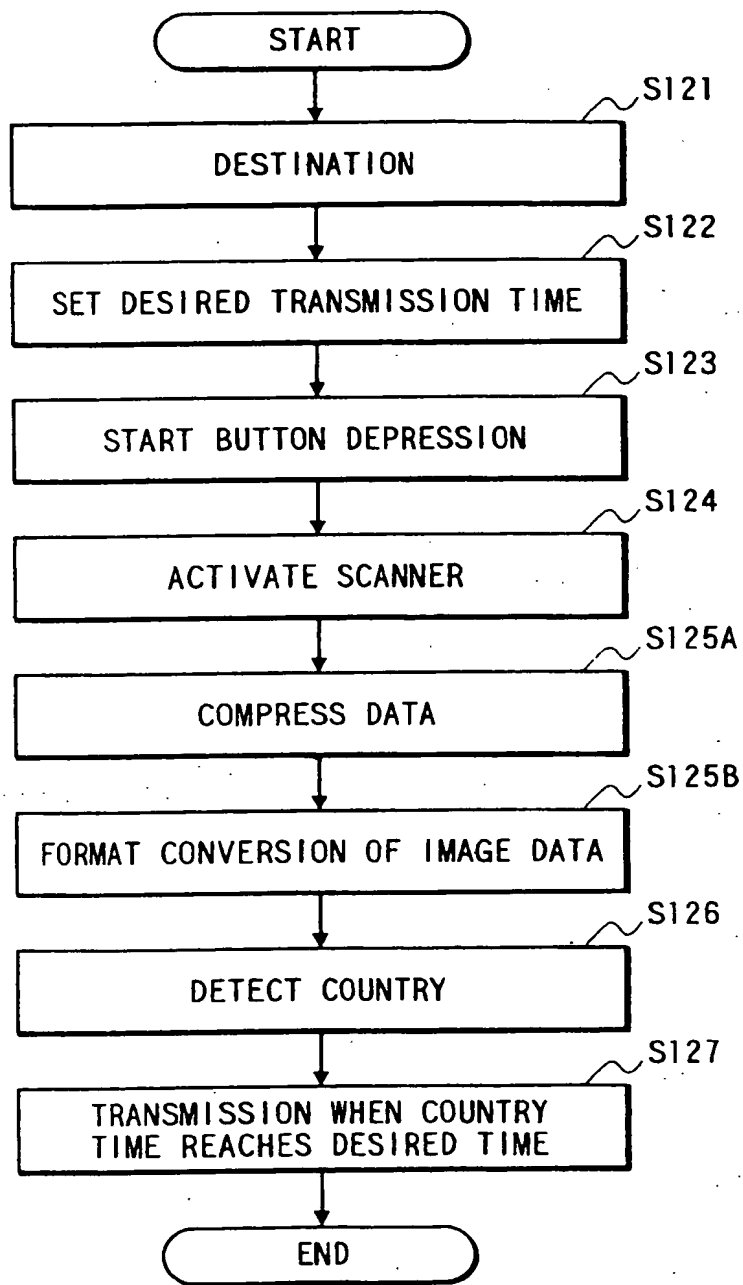 START
S121
DESTINATION
S122
SET DESIRED TRANSMISSION TIME
S123
START BUTTON DEPRESSION
S124
ACTIVATE SCANNER
S125A
COMPRESS DATA
S125B
FORMAT CONVERSION OF IMAGE DATA
S126
DETECT COUNTRY
S127
TRANSMISSION WHEN COUNTRY
TIME REACHES DESIRED TIME
END